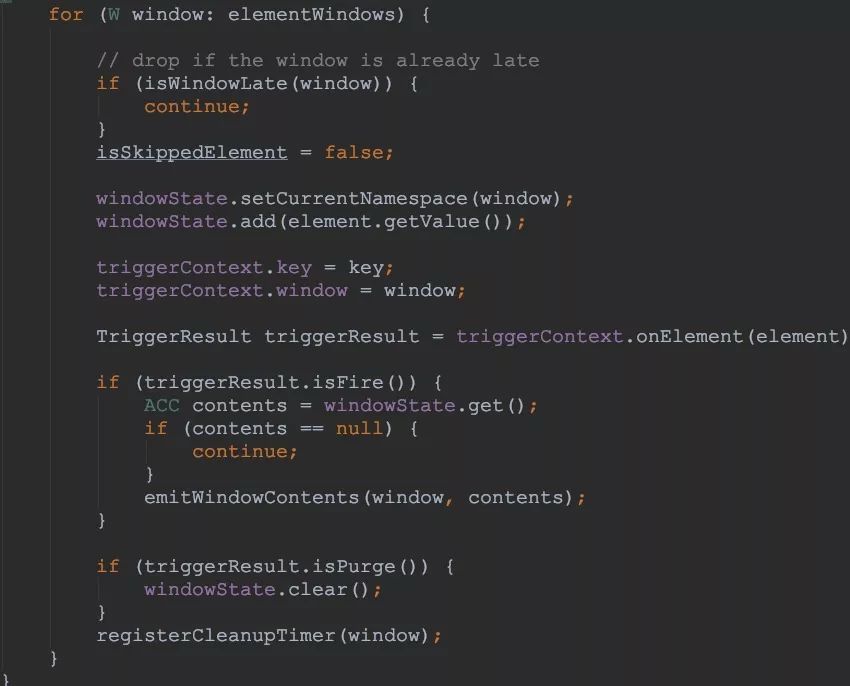 for (W window: elementWindows) {
// drop if the window is already late
if (isWindowLate(window)) {
continue;
}
isSkippedElement = false;
windowState.setCurrentNamespace(window);
windowState.add(element.getValue());
triggerContext.key = key;
triggerContext.window = window;
TriggerResult triggerResult = triggerContext.onElement(element)
if (triggerResult.isFire()) {
ACC contents = windowState.get();
if (contents == null) {
continue;
}
emitWindowContents(window, contents);
}
if (triggerResult.isPurge()) {
windowState.clear();
}
registerCleanupTimer(window);
}
}